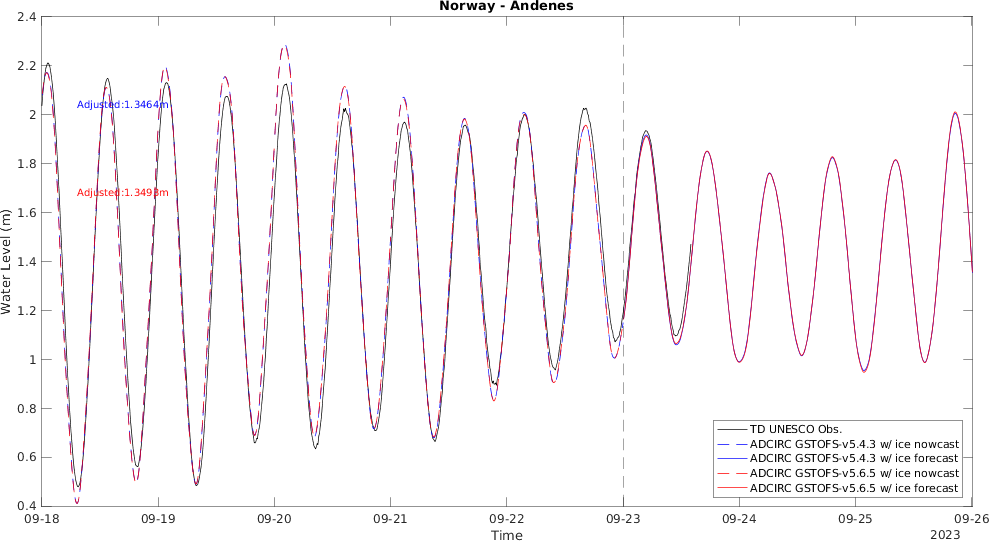 Norway - Andenes
2.4
2.2
2
1.8
1.6
1.4
1.2
1
0.8
0.6
0.4
Water Level (m)
Adjusted:1.3464m
Adjusted:1.3493m
TD UNESCO Obs.
ADCIRC GSTOFS-v5.4.3 w/ ice nowcast
ADCIRC GSTOFS-v5.4.3 w/ ice forecast
ADCIRC GSTOFS-v5.6.5 w/ ice nowcast
ADCIRC GSTOFS-v5.6.5 w/ ice forecast
09-18 09-19 09-20 09-21 09-22 09-23 09-24 09-25 09-26
Time
2023